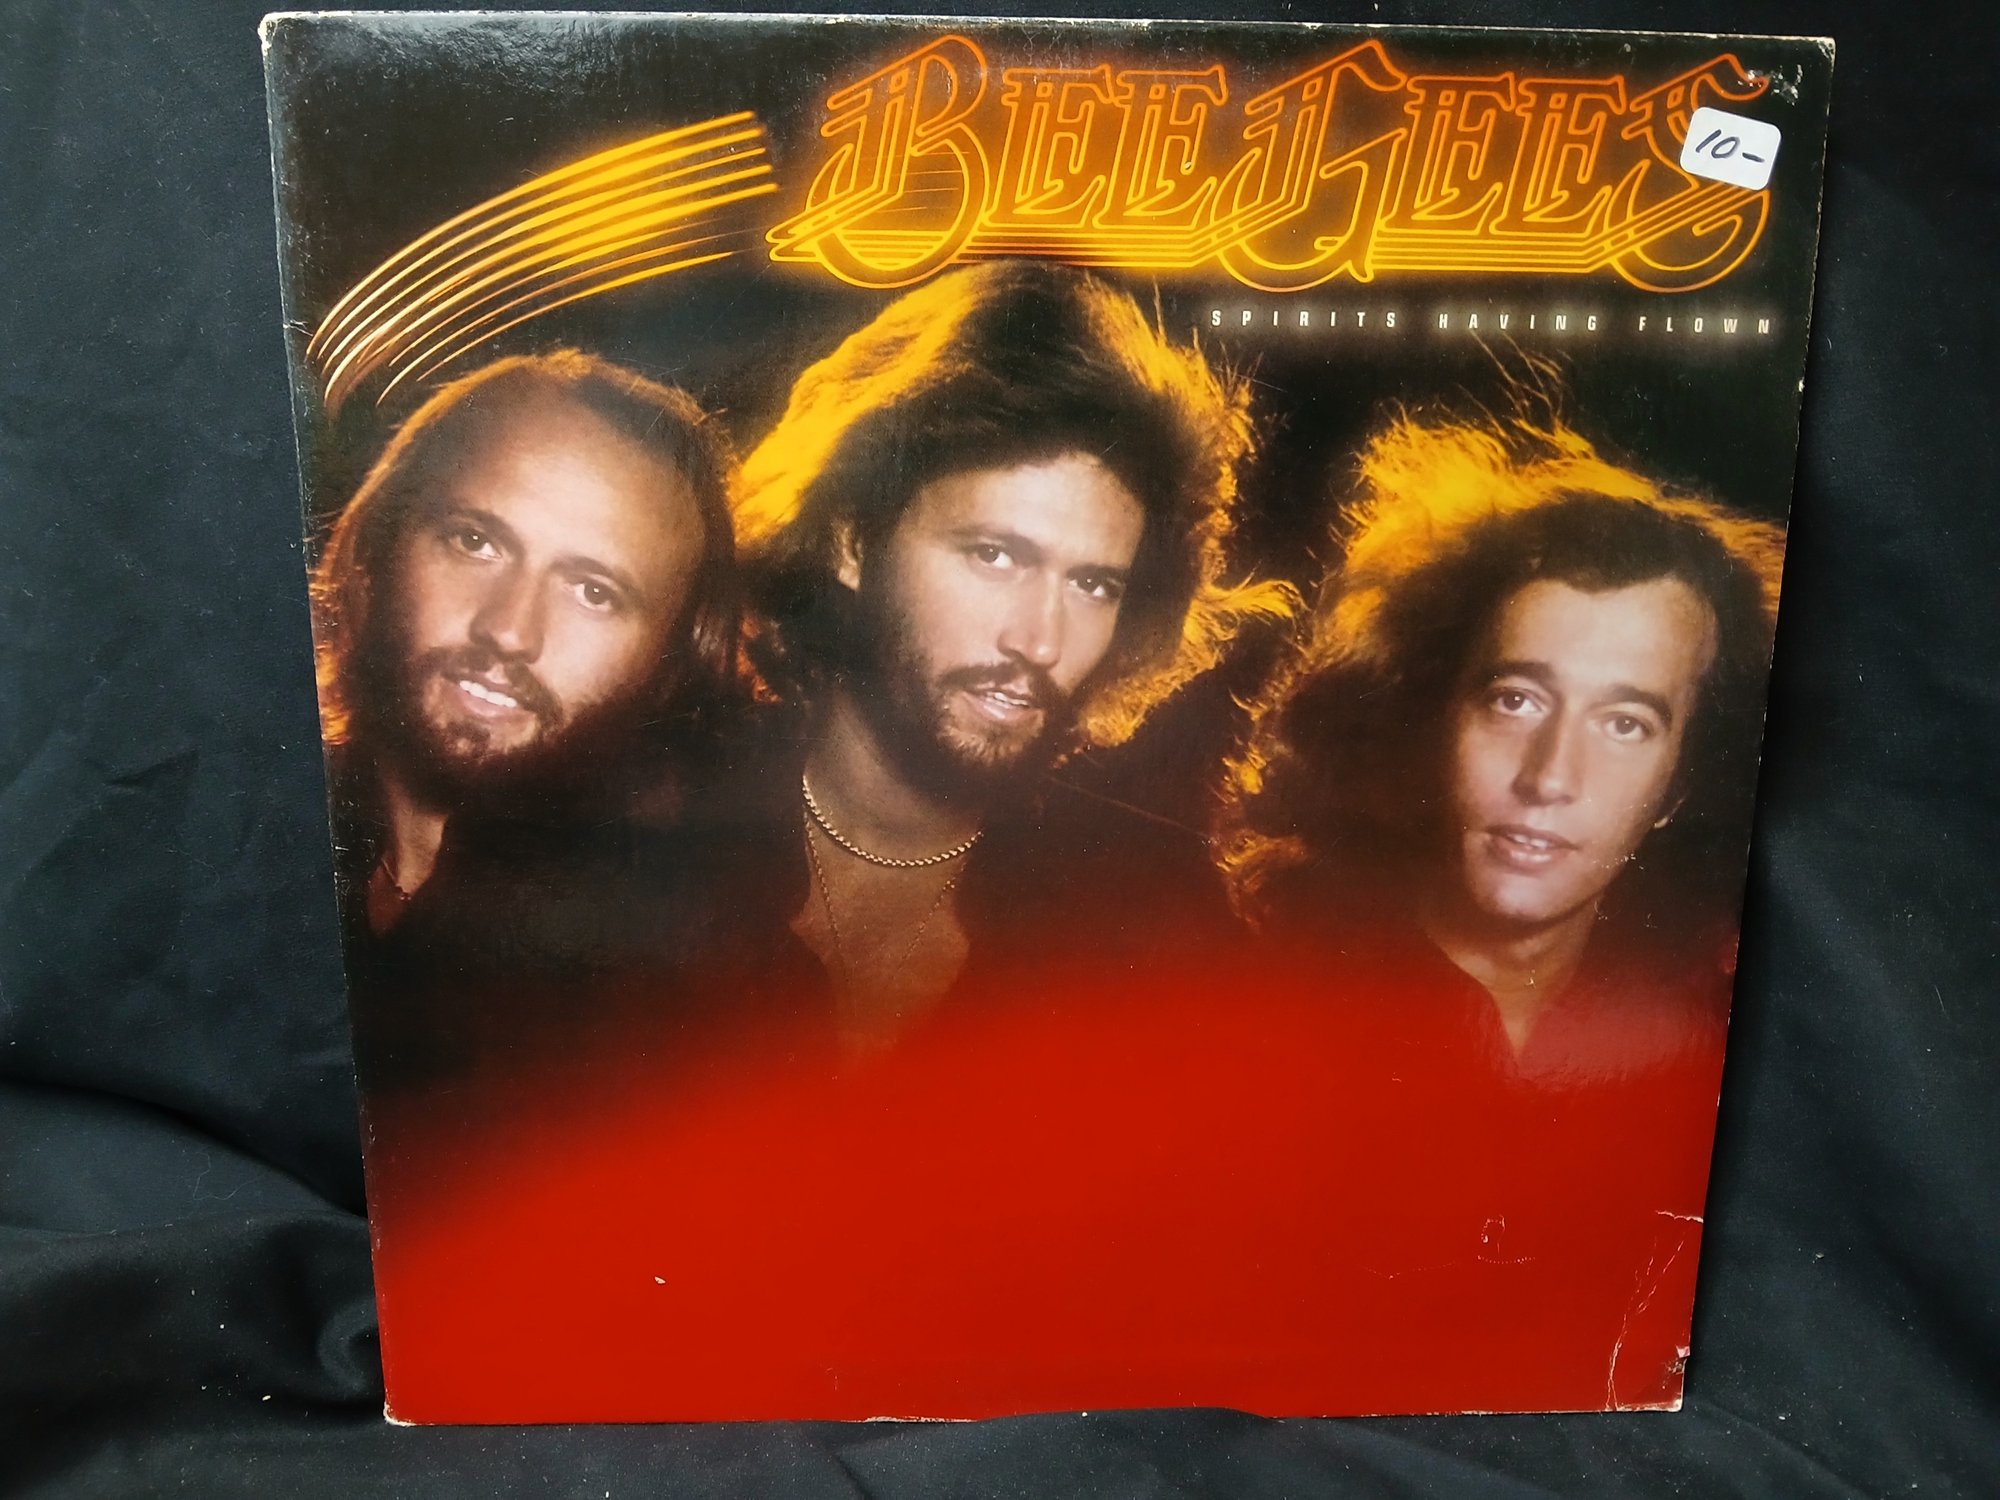 BEE GEES
10-
SPIRITS HAVING FLOWN